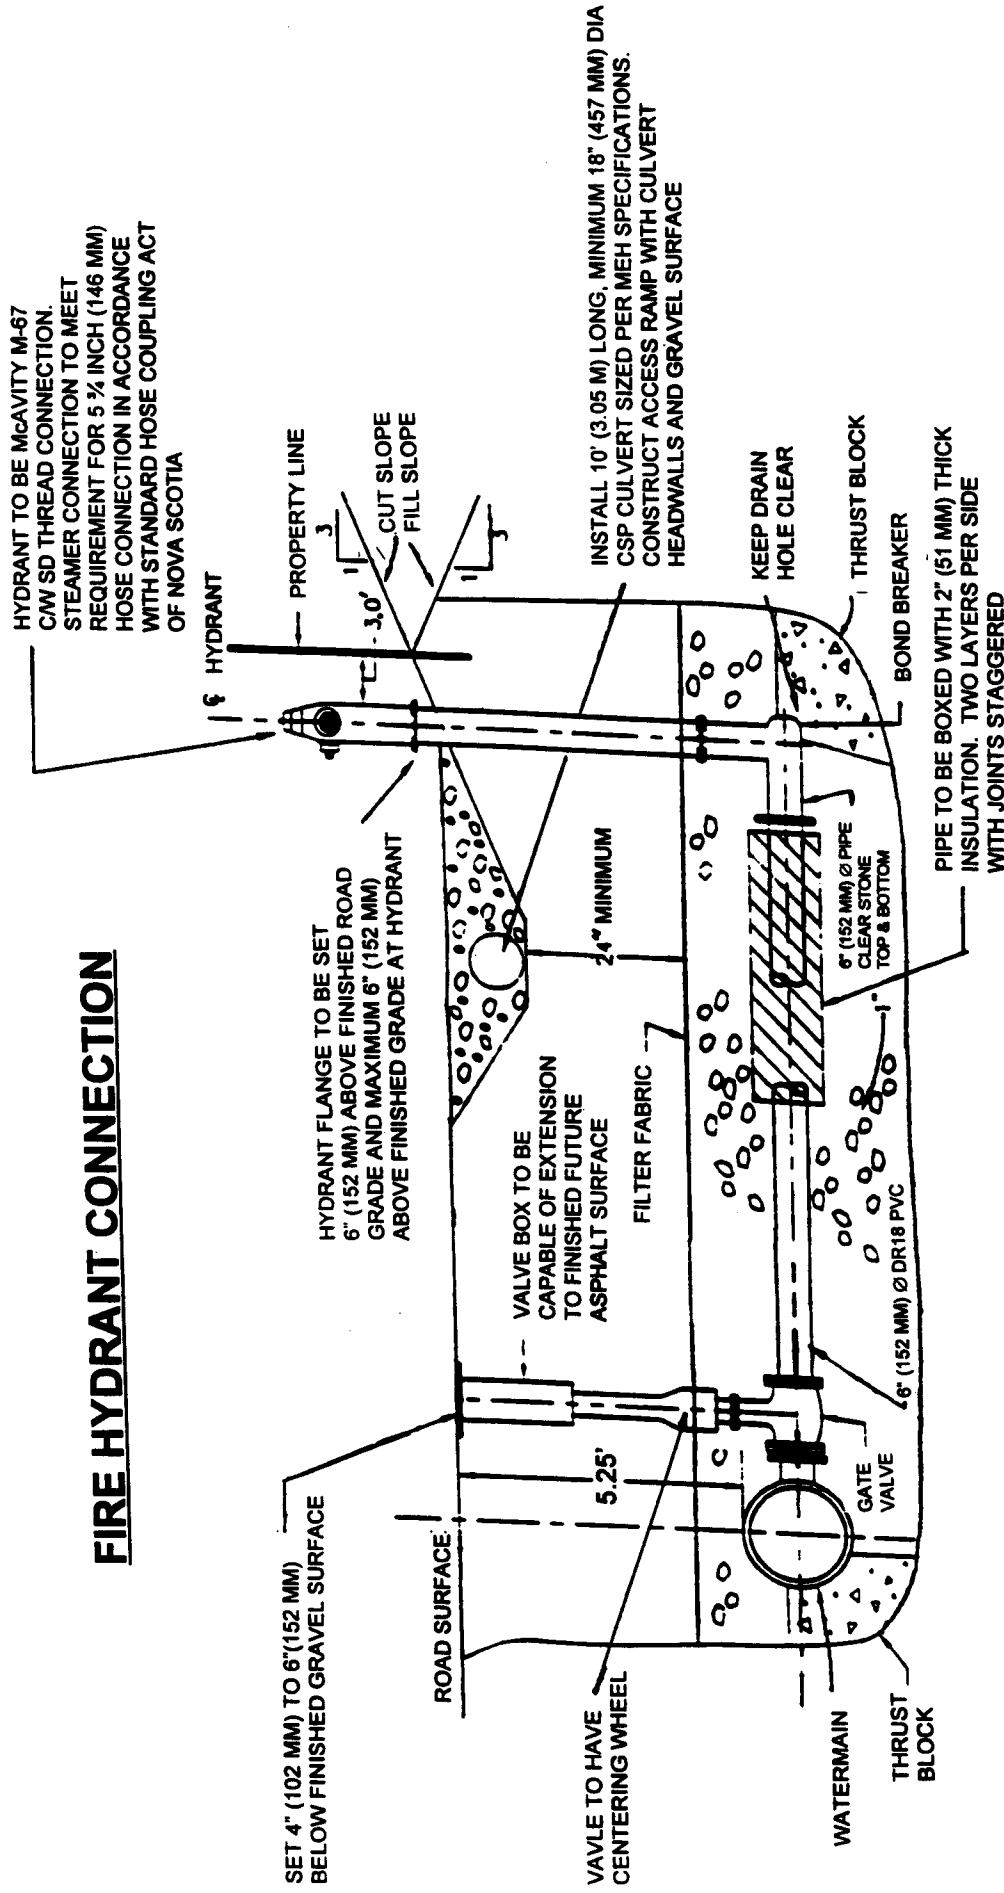 FIRE HYDRANT CONNECTION
HYDRANT TO BE McAVITY M-67
C/W SD THREAD CONNECTION.
STEAMER CONNECTION TO MEET
REQUIREMENT FOR 5 ¾ INCH (146 MM)
HOSE CONNECTION IN ACCORDANCE
WITH STANDARD HOSE COUPLING ACT
OF NOVA SCOTIA
℄ HYDRANT
PROPERTY LINE
3
1
CUT SLOPE
FILL SLOPE
1
3
3.0'
SET 4" (102 MM) TO 6"(152 MM)
BELOW FINISHED GRAVEL SURFACE
HYDRANT FLANGE TO BE SET
6" (152 MM) ABOVE FINISHED ROAD
GRADE AND MAXIMUM 6" (152 MM)
ABOVE FINISHED GRADE AT HYDRANT
ROAD SURFACE
VALVE BOX TO BE
CAPABLE OF EXTENSION
TO FINISHED FUTURE
ASPHALT SURFACE
INSTALL 10' (3.05 M) LONG, MINIMUM 18" (457 MM) DIA
CSP CULVERT SIZED PER MEH SPECIFICATIONS.
CONSTRUCT ACCESS RAMP WITH CULVERT
HEADWALLS AND GRAVEL SURFACE
5.25'
24" MINIMUM
VAVLE TO HAVE
CENTERING WHEEL
FILTER FABRIC
KEEP DRAIN
HOLE CLEAR
THRUST BLOCK
BOND BREAKER
WATERMAIN
GATE
VALVE
6" (152 MM) Ø DR18 PVC
1"
6" (152 MM) Ø PIPE
CLEAR STONE
TOP & BOTTOM
THRUST
BLOCK
PIPE TO BE BOXED WITH 2" (51 MM) THICK
INSULATION. TWO LAYERS PER SIDE
WITH JOINTS STAGGERED